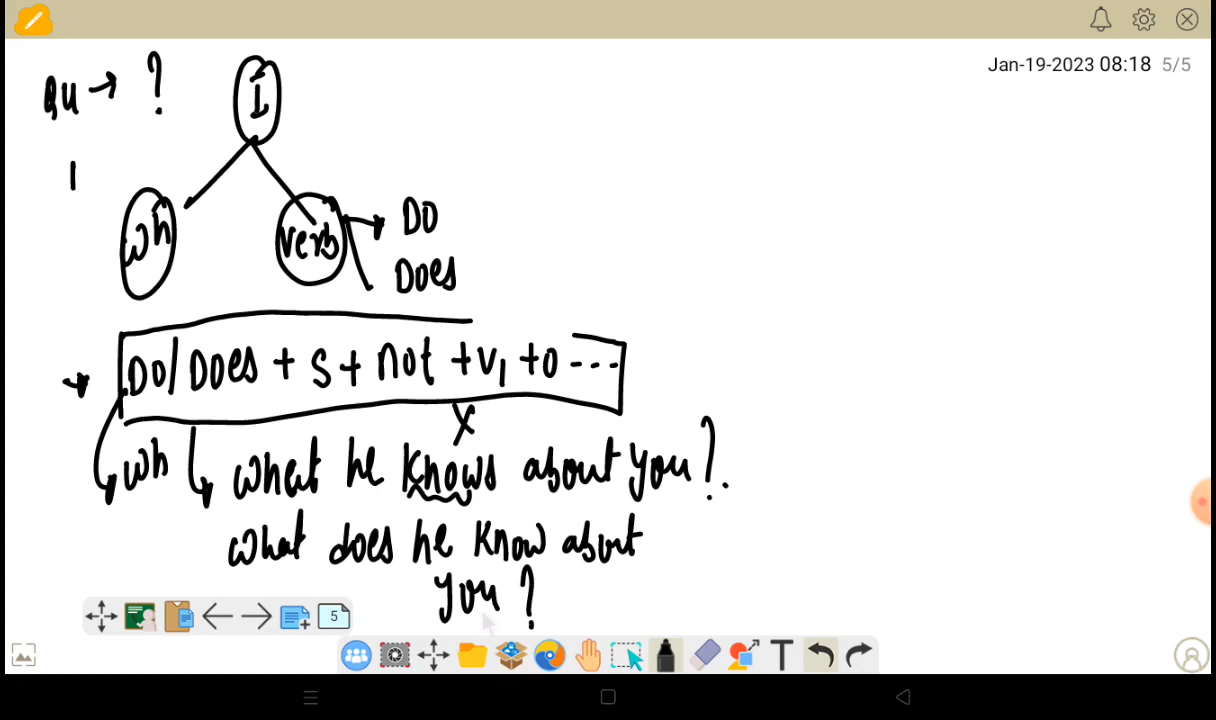 Jan-19-2023 08:18 5/5
Qu → ?
I
1
wh
verb
→ DO
Does
→ Do/Does + S + not + V₁ + o ---
X
wh
what he knows about you?.
what does he know about
you?
5
T